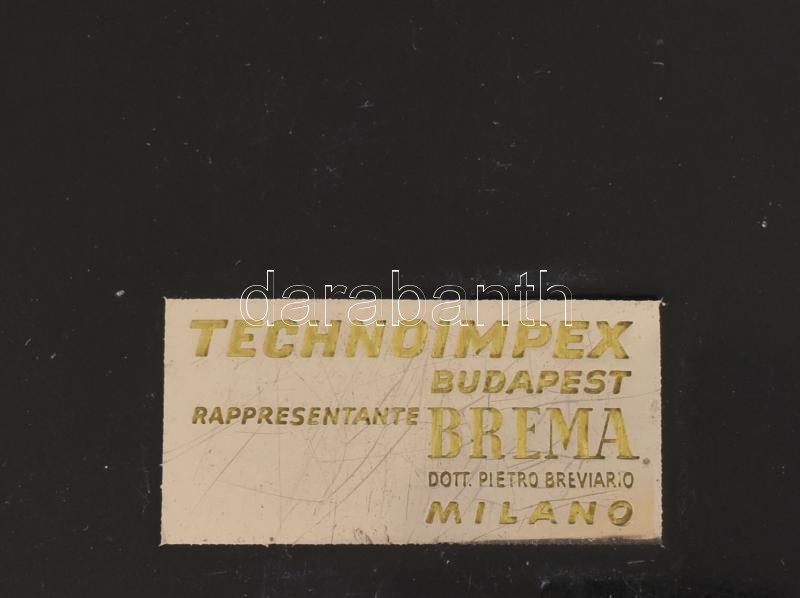 darabanth
TECHNOIMPEX
BUDAPEST
RAPPRESENTANTE BREMA
DOTT. PIETRO BREVIARIO
MILANO